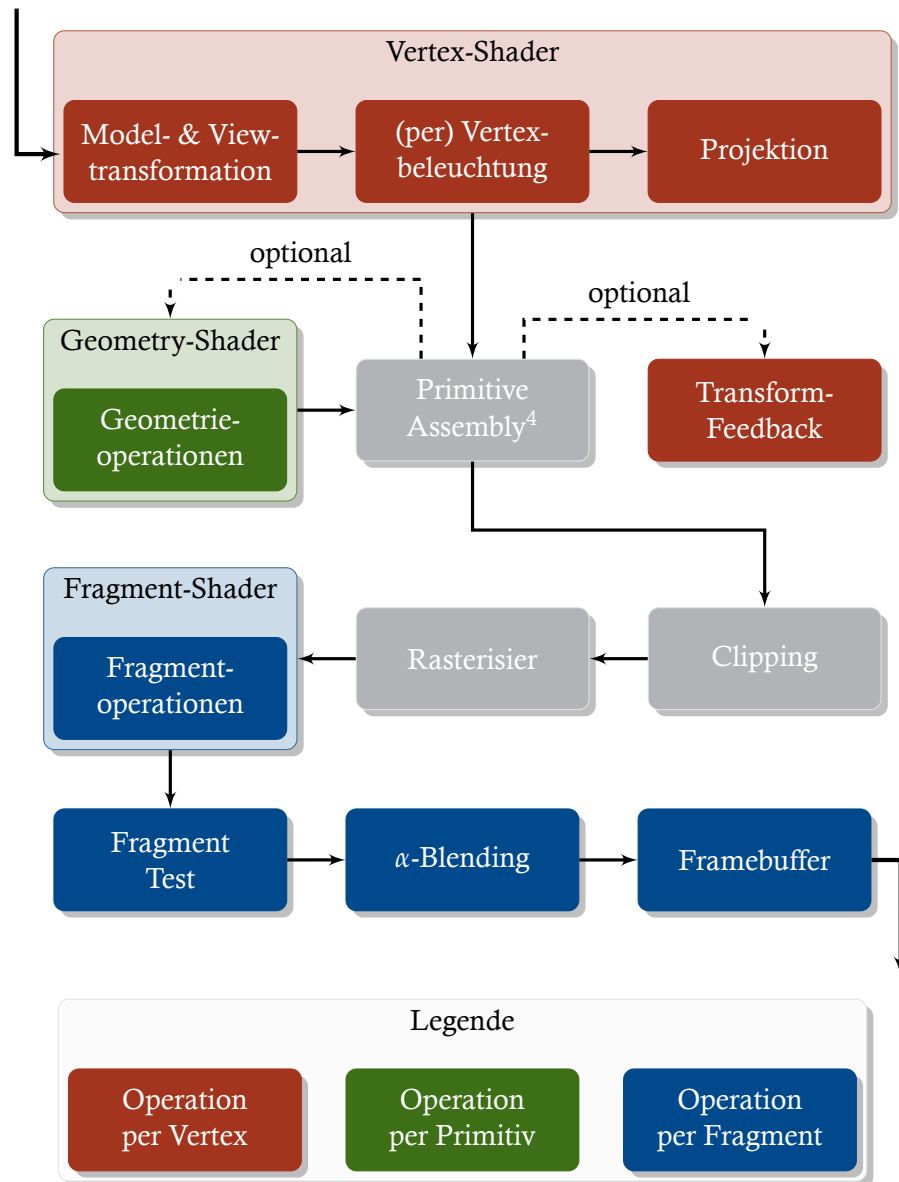 Vertex-Shader
Model- & View-
transformation
(per) Vertex-
beleuchtung
Projektion
optional
optional
Geometry-Shader
Geometrie-
operationen
Primitive
Assembly⁴
Transform-
Feedback
Fragment-Shader
Fragment-
operationen
Rasterisier
Clipping
Fragment
Test
α-Blending
Framebuffer
Legende
Operation
per Vertex
Operation
per Primitiv
Operation
per Fragment